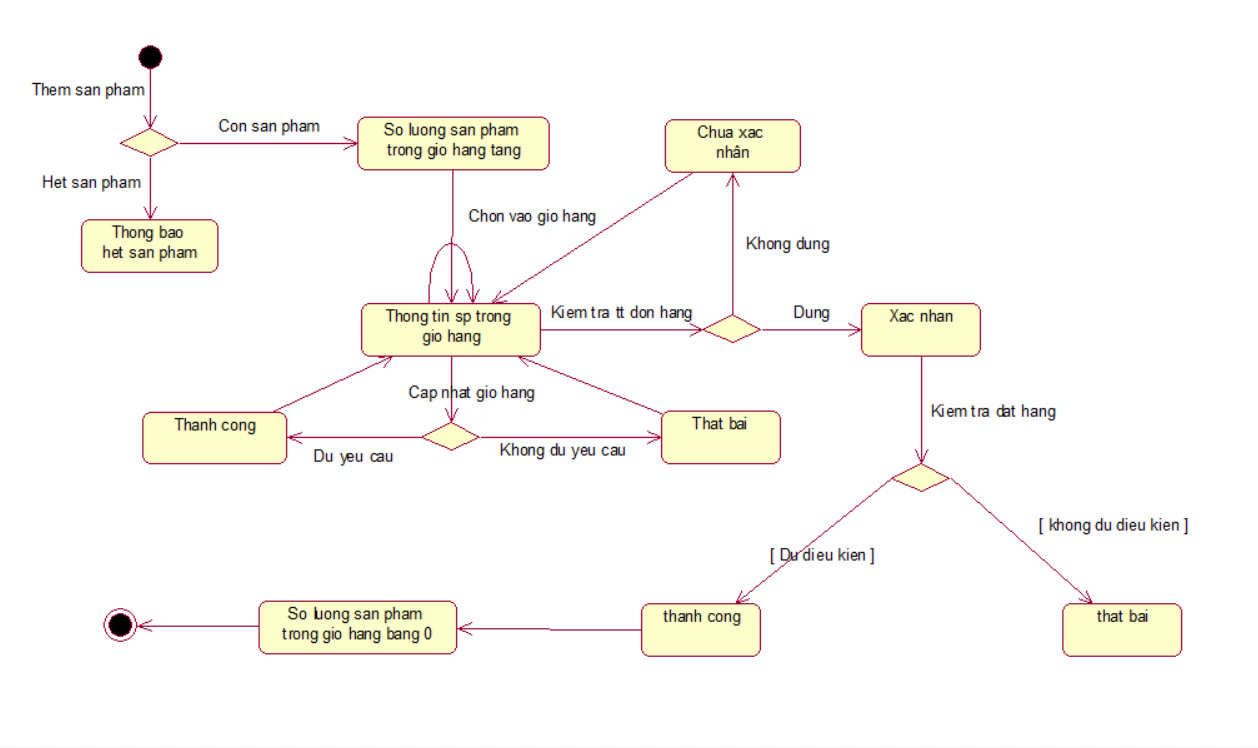 Them san pham
Con san pham
So luong san pham
trong gio hang tang
Chua xac
nhân
Het san pham
Thong bao
het san pham
Chon vao gio hang
Khong dung
Thong tin sp trong
gio hang
Kiem tra tt don hang
Dung
Xac nhan
Cap nhat gio hang
Thanh cong
Du yeu cau
Khong du yeu cau
That bai
Kiem tra dat hang
[ khong du dieu kien ]
[ Du dieu kien ]
So luong san pham
trong gio hang bang 0
thanh cong
that bai